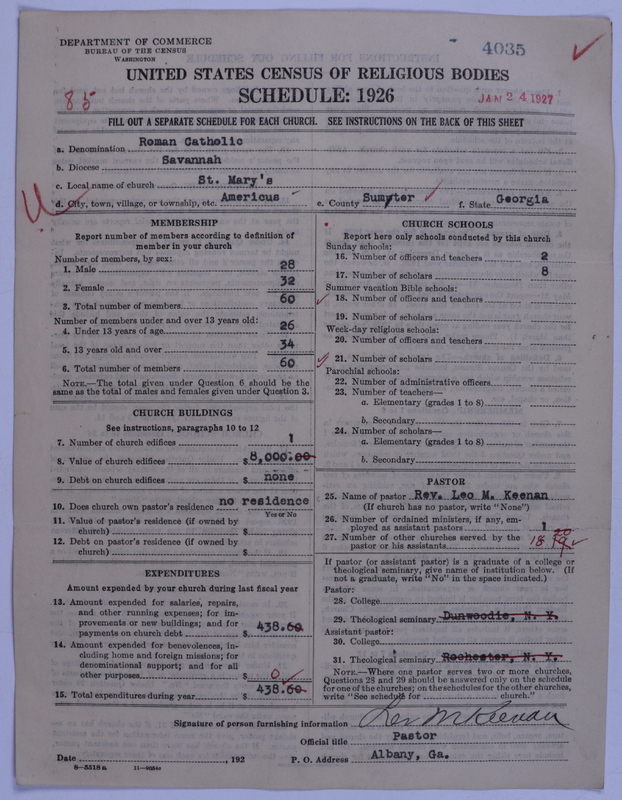 DEPARTMENT OF COMMERCE
BUREAU OF THE CENSUS
WASHINGTON
4035
UNITED STATES CENSUS OF RELIGIOUS BODIES
SCHEDULE: 1926
85
JAN 24 1927
FILL OUT A SEPARATE SCHEDULE FOR EACH CHURCH. SEE INSTRUCTIONS ON THE BACK OF THIS SHEET
a. Denomination Roman Catholic
b. Diocese Savannah
c. Local name of church St. Mary's
d. City, town, village, or township, etc. Americus e. County Sumpter f. State Georgia
MEMBERSHIP
Report number of members according to definition of
member in your church
Number of members, by sex:
1. Male 28
2. Female 32
3. Total number of members 60
Number of members under and over 13 years old:
4. Under 13 years of age 26
5. 13 years old and over 34
6. Total number of members 60
NOTE.—The total given under Question 6 should be the
same as the total of males and females given under Question 3.
CHURCH BUILDINGS
See instructions, paragraphs 10 to 12
7. Number of church edifices 1
8. Value of church edifices $8,000.00
9. Debt on church edifices $ none
10. Does church own pastor's residence no residence
Yes or No
11. Value of pastor's residence (if owned by
church) $
12. Debt on pastor's residence (if owned by
church) $
EXPENDITURES
Amount expended by your church during last fiscal year
13. Amount expended for salaries, repairs,
and other running expenses; for im-
provements or new buildings; and for
payments on church debt $ 438.60
14. Amount expended for benevolences, in-
cluding home and foreign missions; for
denominational support; and for all
other purposes $ 0
15. Total expenditures during year $ 438.60
CHURCH SCHOOLS
Report here only schools conducted by this church
Sunday schools:
16. Number of officers and teachers 2
17. Number of scholars 8
Summer vacation Bible schools:
18. Number of officers and teachers
19. Number of scholars
Week-day religious schools:
20. Number of officers and teachers
21. Number of scholars
Parochial schools:
22. Number of administrative officers
23. Number of teachers—
a. Elementary (grades 1 to 8)
b. Secondary
24. Number of scholars—
a. Elementary (grades 1 to 8)
b. Secondary
PASTOR
25. Name of pastor Rev. Leo M. Keenan
(If church has no pastor, write "None")
26. Number of ordained ministers, if any, em-
ployed as assistant pastors 1
27. Number of other churches served by the
pastor or his assistants 18
If pastor (or assistant pastor) is a graduate of a college or
theological seminary, give name of institution below. (If
not a graduate, write "No" in the space indicated.)
Pastor:
28. College
29. Theological seminary Dunwoodie, N. Y.
Assistant pastor:
30. College
31. Theological seminary Rochester, N. Y.
NOTE.—Where one pastor serves two or more churches,
Questions 28 and 29 should be answered only on the schedule
for one of the churches; on the schedules for the other churches,
write "See schedule for church."
Signature of person furnishing information Leo M Keenan
Official title Pastor
Date , 192 P. O. Address Albany, Ga.
8—5518a 11—9356